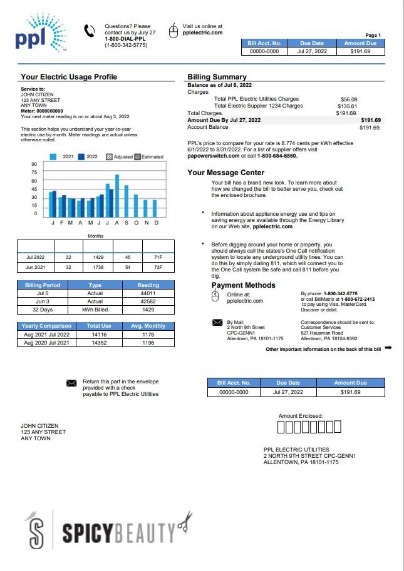 ppl
Questions? Please
contact us by July 27
1-800-DIAL-PPL
(1-800-342-5775)
Visit us online at
pplelectric.com
Page 1
Bill Acct. No. Due Date Amount Due
00000-0000 Jul 27, 2022 $191.69
Your Electric Usage Profile
Service to:
JOHN CITIZEN
123 ANY STREET
ANY TOWN
Meter: 0000000000
Your next meter reading is on or about Aug 3, 2022
This section helps you understand your year-to-year
electric use by month. Meter readings are actual unless
otherwise noted.
2021 2022 Adjusted Estimated
90
75
60
45
30
15
0
J F M A M J J A S O N D
Months
Jul 2022 32 1429 45 71F
Jun 2021 32 1738 54 72F
Billing Period Type Reading
Jul 5 Actual 44011
Jun 3 Actual 42582
32 Days kWh Billed 1429
Yearly Comparison Total Use Avg. Monthly
Aug 2021 Jul 2022 14116 1176
Aug 2020 Jul 2021 14352 1196
Billing Summary
Balance as of Jul 6, 2022
Charges:
Total PPL Electric Utilities Charges $56.08
Total Electric Supplier 1234 Charges $135.61
Total Charges, $191.69
Amount Due By Jul 27, 2022 $191.69
Account Balance $191.69
PPL's price to compare for your rate is 8.776 cents per kWh effective
6/1/2022 to 8/31/2022. For a list of supplier offers visit
papowerswitch.com or call 1-800-684-6560.
Your Message Center
Your bill has a brand new look. To learn more about
how we changed the bill to better serve you, check out
the enclosed brochure.
Information about appliance energy use and tips on
saving energy are available through the Energy Library
on our Web site, pplelectric.com
Before digging around your home or property, you
should always call the state's One Call notification
system to locate any underground utility lines. You can
do this by simply dialing 811, which will connect you to
the One Call system Be safe and call 811 before you
dig.
Payment Methods
Online at:
pplelectric.com
By phone: 1-800-342-5775
or call BillMatrix at 1-800-672-2413
to pay using Visa, MasterCard,
Discover or debit.
By Mail:
2 North 9th Street
CPC-GENN1
Allentown, PA 18101-1175
Correspondence should be sent to:
Customer Services
827 Hausman Road
Allentown, PA 18104-9392
Other important information on the back of this bill
Return this part in the envelope
provided with a check
payable to PPL Electric Utilities
Bill Acct. No. Due Date Amount Due
00000-0000 Jul 27, 2022 $191.69
Amount Enclosed:
JOHN CITIZEN
123 ANY STREET
ANY TOWN
PPL ELECTRIC UTILITIES
2 NORTH 9TH STREET CPC-GENN1
ALLENTOWN, PA 18101-1175
SPICYBEAUTY